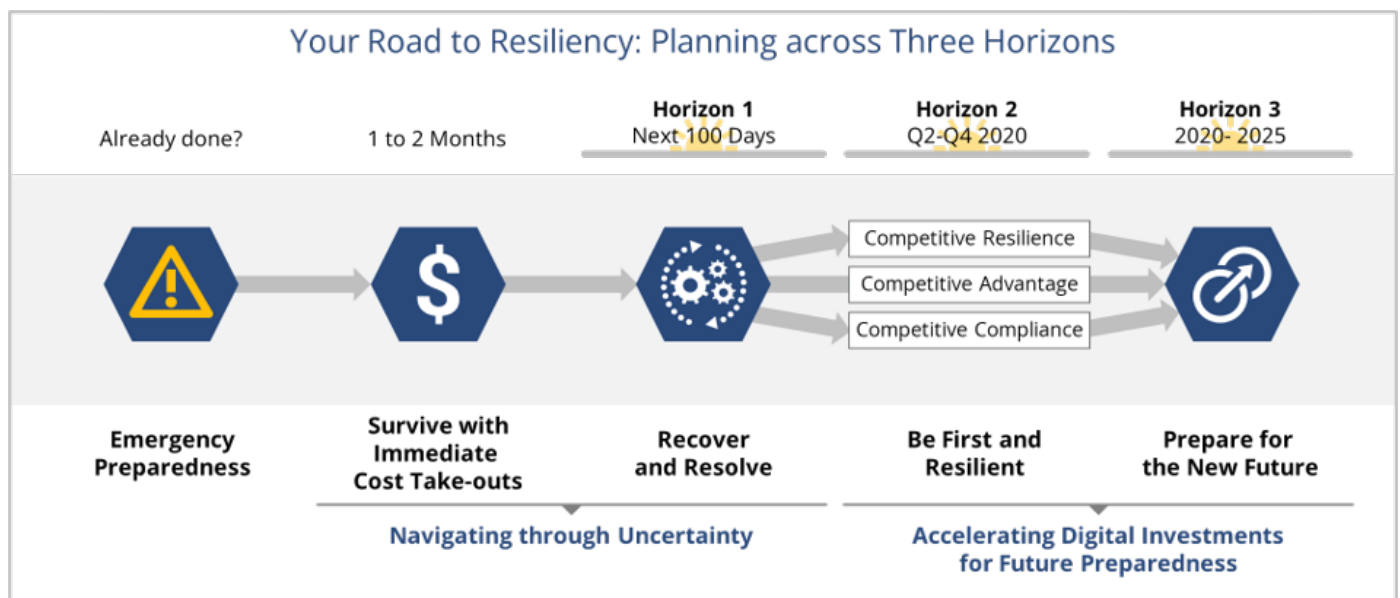 Your Road to Resiliency: Planning across Three Horizons
Already done?
1 to 2 Months
Horizon 1
Next 100 Days
Horizon 2
Q2-Q4 2020
Horizon 3
2020- 2025
$
Competitive Resilience
Competitive Advantage
Competitive Compliance
Emergency
Preparedness
Survive with
Immediate
Cost Take-outs
Recover
and Resolve
Be First and
Resilient
Prepare for
the New Future
Navigating through Uncertainty
Accelerating Digital Investments
for Future Preparedness